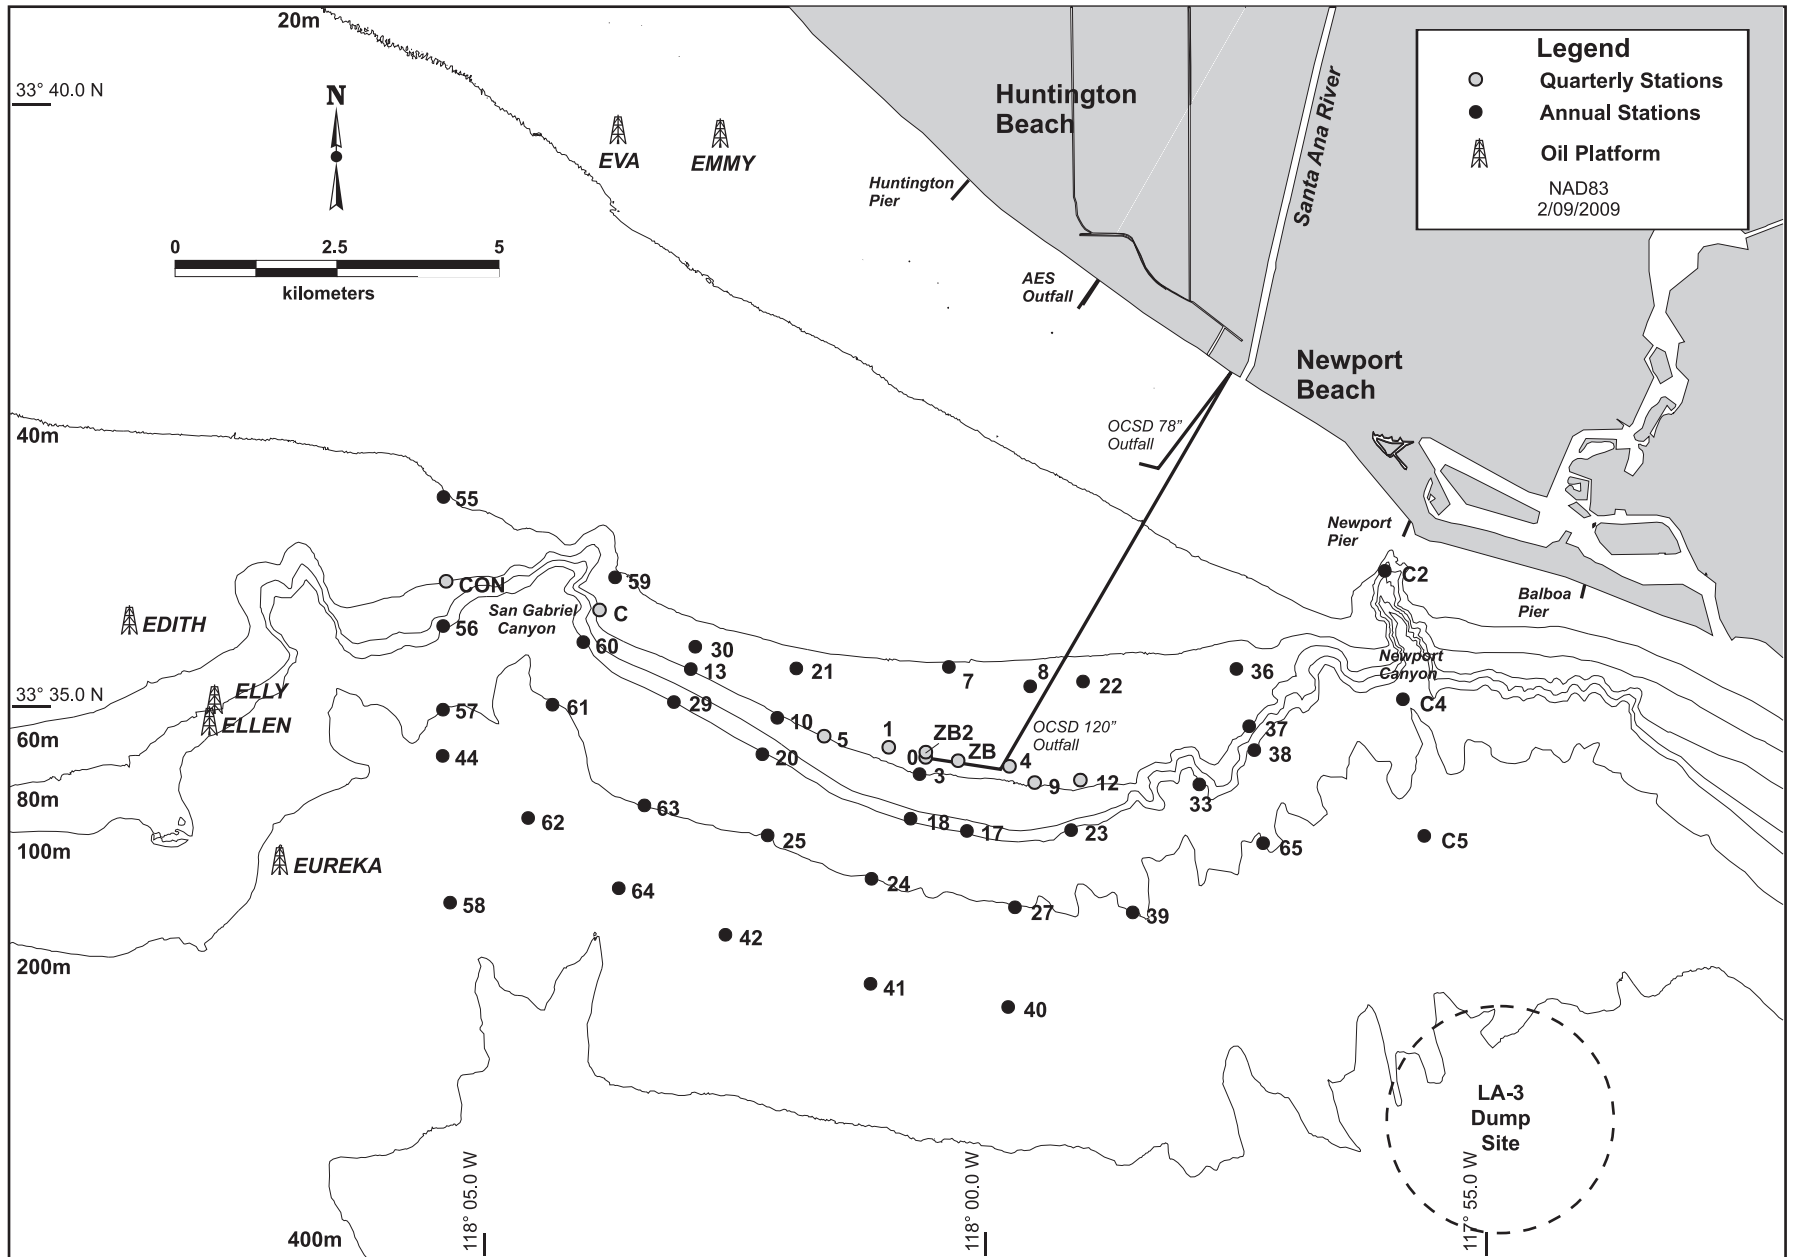 20m
Legend
Quarterly Stations
Annual Stations
Oil Platform
NAD83
2/09/2009
33° 40.0 N
N
Huntington
Beach
Santa Ana River
EVA
EMMY
Huntington
Pier
0
2.5
5
kilometers
AES
Outfall
Newport
Beach
40m
OCSD 78”
Outfall
55
Newport
Pier
CON
59
C2
Balboa
Pier
EDITH
San Gabriel
Canyon
C
56
60
30
13
21
7
8
22
36
Newport
Canyon
33° 35.0 N
ELLY
ELLEN
57
61
29
C4
10
5
1
ZB2
ZB
OCSD 120”
Outfall
37
60m
44
20
0
3
4
38
80m
9
12
33
62
63
18
17
23
100m
25
65
C5
EUREKA
64
24
58
27
39
42
200m
41
40
LA-3
Dump
Site
118° 05.0 W
118° 00.0 W
117° 55.0 W
400m